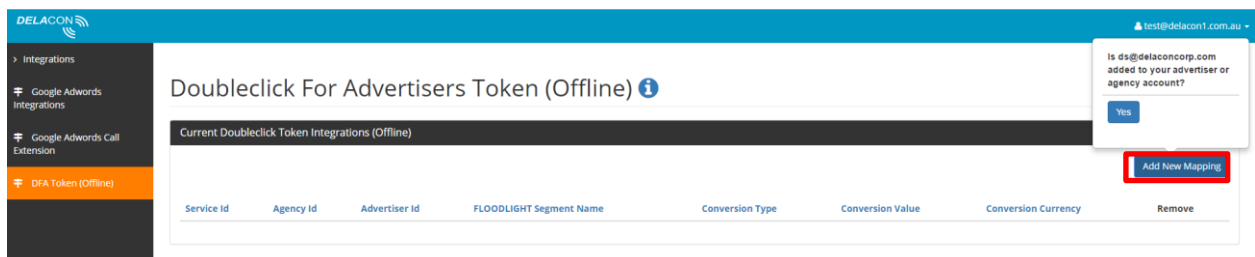 DELACON
test@delacon1.com.au
> Integrations
Google Adwords
Integrations
Google Adwords Call
Extension
DFA Token (Offline)
Is ds@delaconcorp.com
added to your advertiser or
agency account?
Yes
Doubleclick For Advertisers Token (Offline)
Current Doubleclick Token Integrations (Offline)
Add New Mapping
Service Id Agency Id Advertiser Id FLOODLIGHT Segment Name Conversion Type Conversion Value Conversion Currency Remove